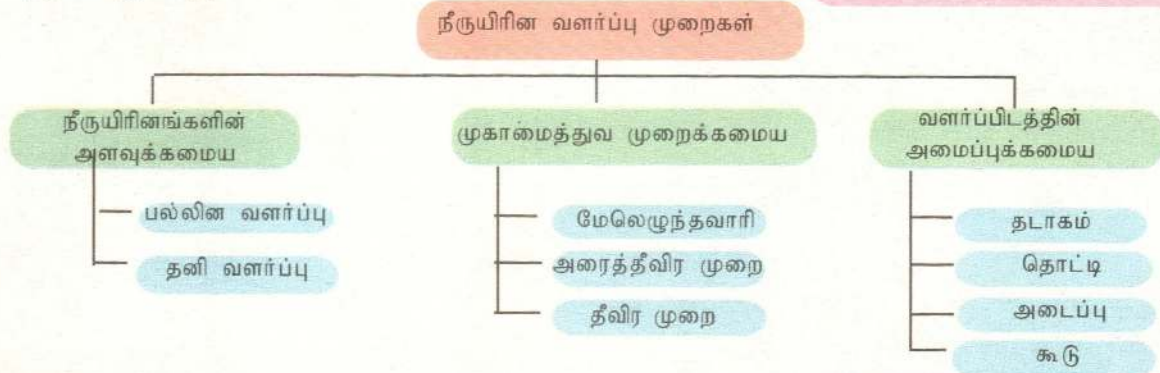 நீருயிரின வளர்ப்பு முறைகள்
நீருயிரினங்களின்
அளவுக்கமைய
பல்லின வளர்ப்பு
தனி வளர்ப்பு
முகாமைத்துவ முறைக்கமைய
மேலெழுந்தவாரி
அரைத்தீவிர முறை
தீவிர முறை
வளர்ப்பிடத்தின்
அமைப்புக்கமைய
தடாகம்
தொட்டி
அடைப்பு
கூடு